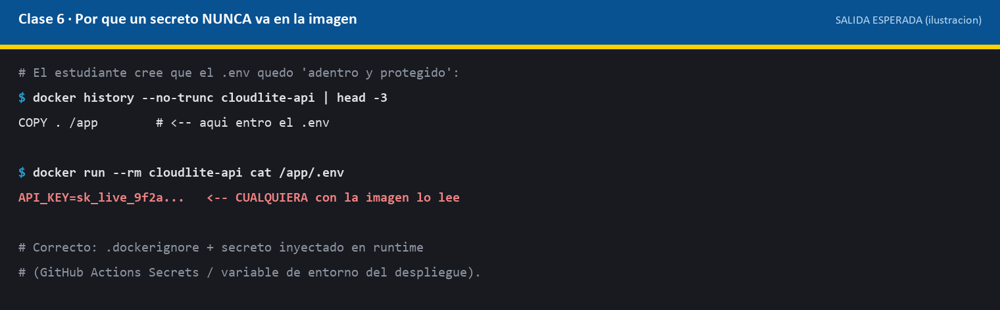 Clase 6 · Por que un secreto NUNCA va en la imagen
SALIDA ESPERADA (ilustracion)
# El estudiante cree que el .env quedo 'adentro y protegido':
$ docker history --no-trunc cloudlite-api | head -3
COPY . /app        # <-- aqui entro el .env
$ docker run --rm cloudlite-api cat /app/.env
API_KEY=sk_live_9f2a...   <-- CUALQUIERA con la imagen lo lee
# Correcto: .dockerignore + secreto inyectado en runtime
# (GitHub Actions Secrets / variable de entorno del despliegue).